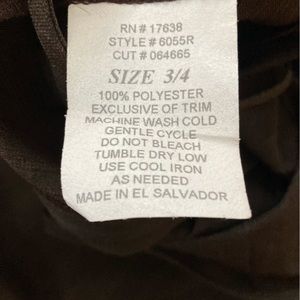 RN # 17638
STYLE # 6055R
CUT # 064665
SIZE 3/4
100% POLYESTER
EXCLUSIVE OF TRIM
MACHINE WASH COLD
GENTLE CYCLE
DO NOT BLEACH
TUMBLE DRY LOW
USE COOL IRON
AS NEEDED
MADE IN EL SALVADOR